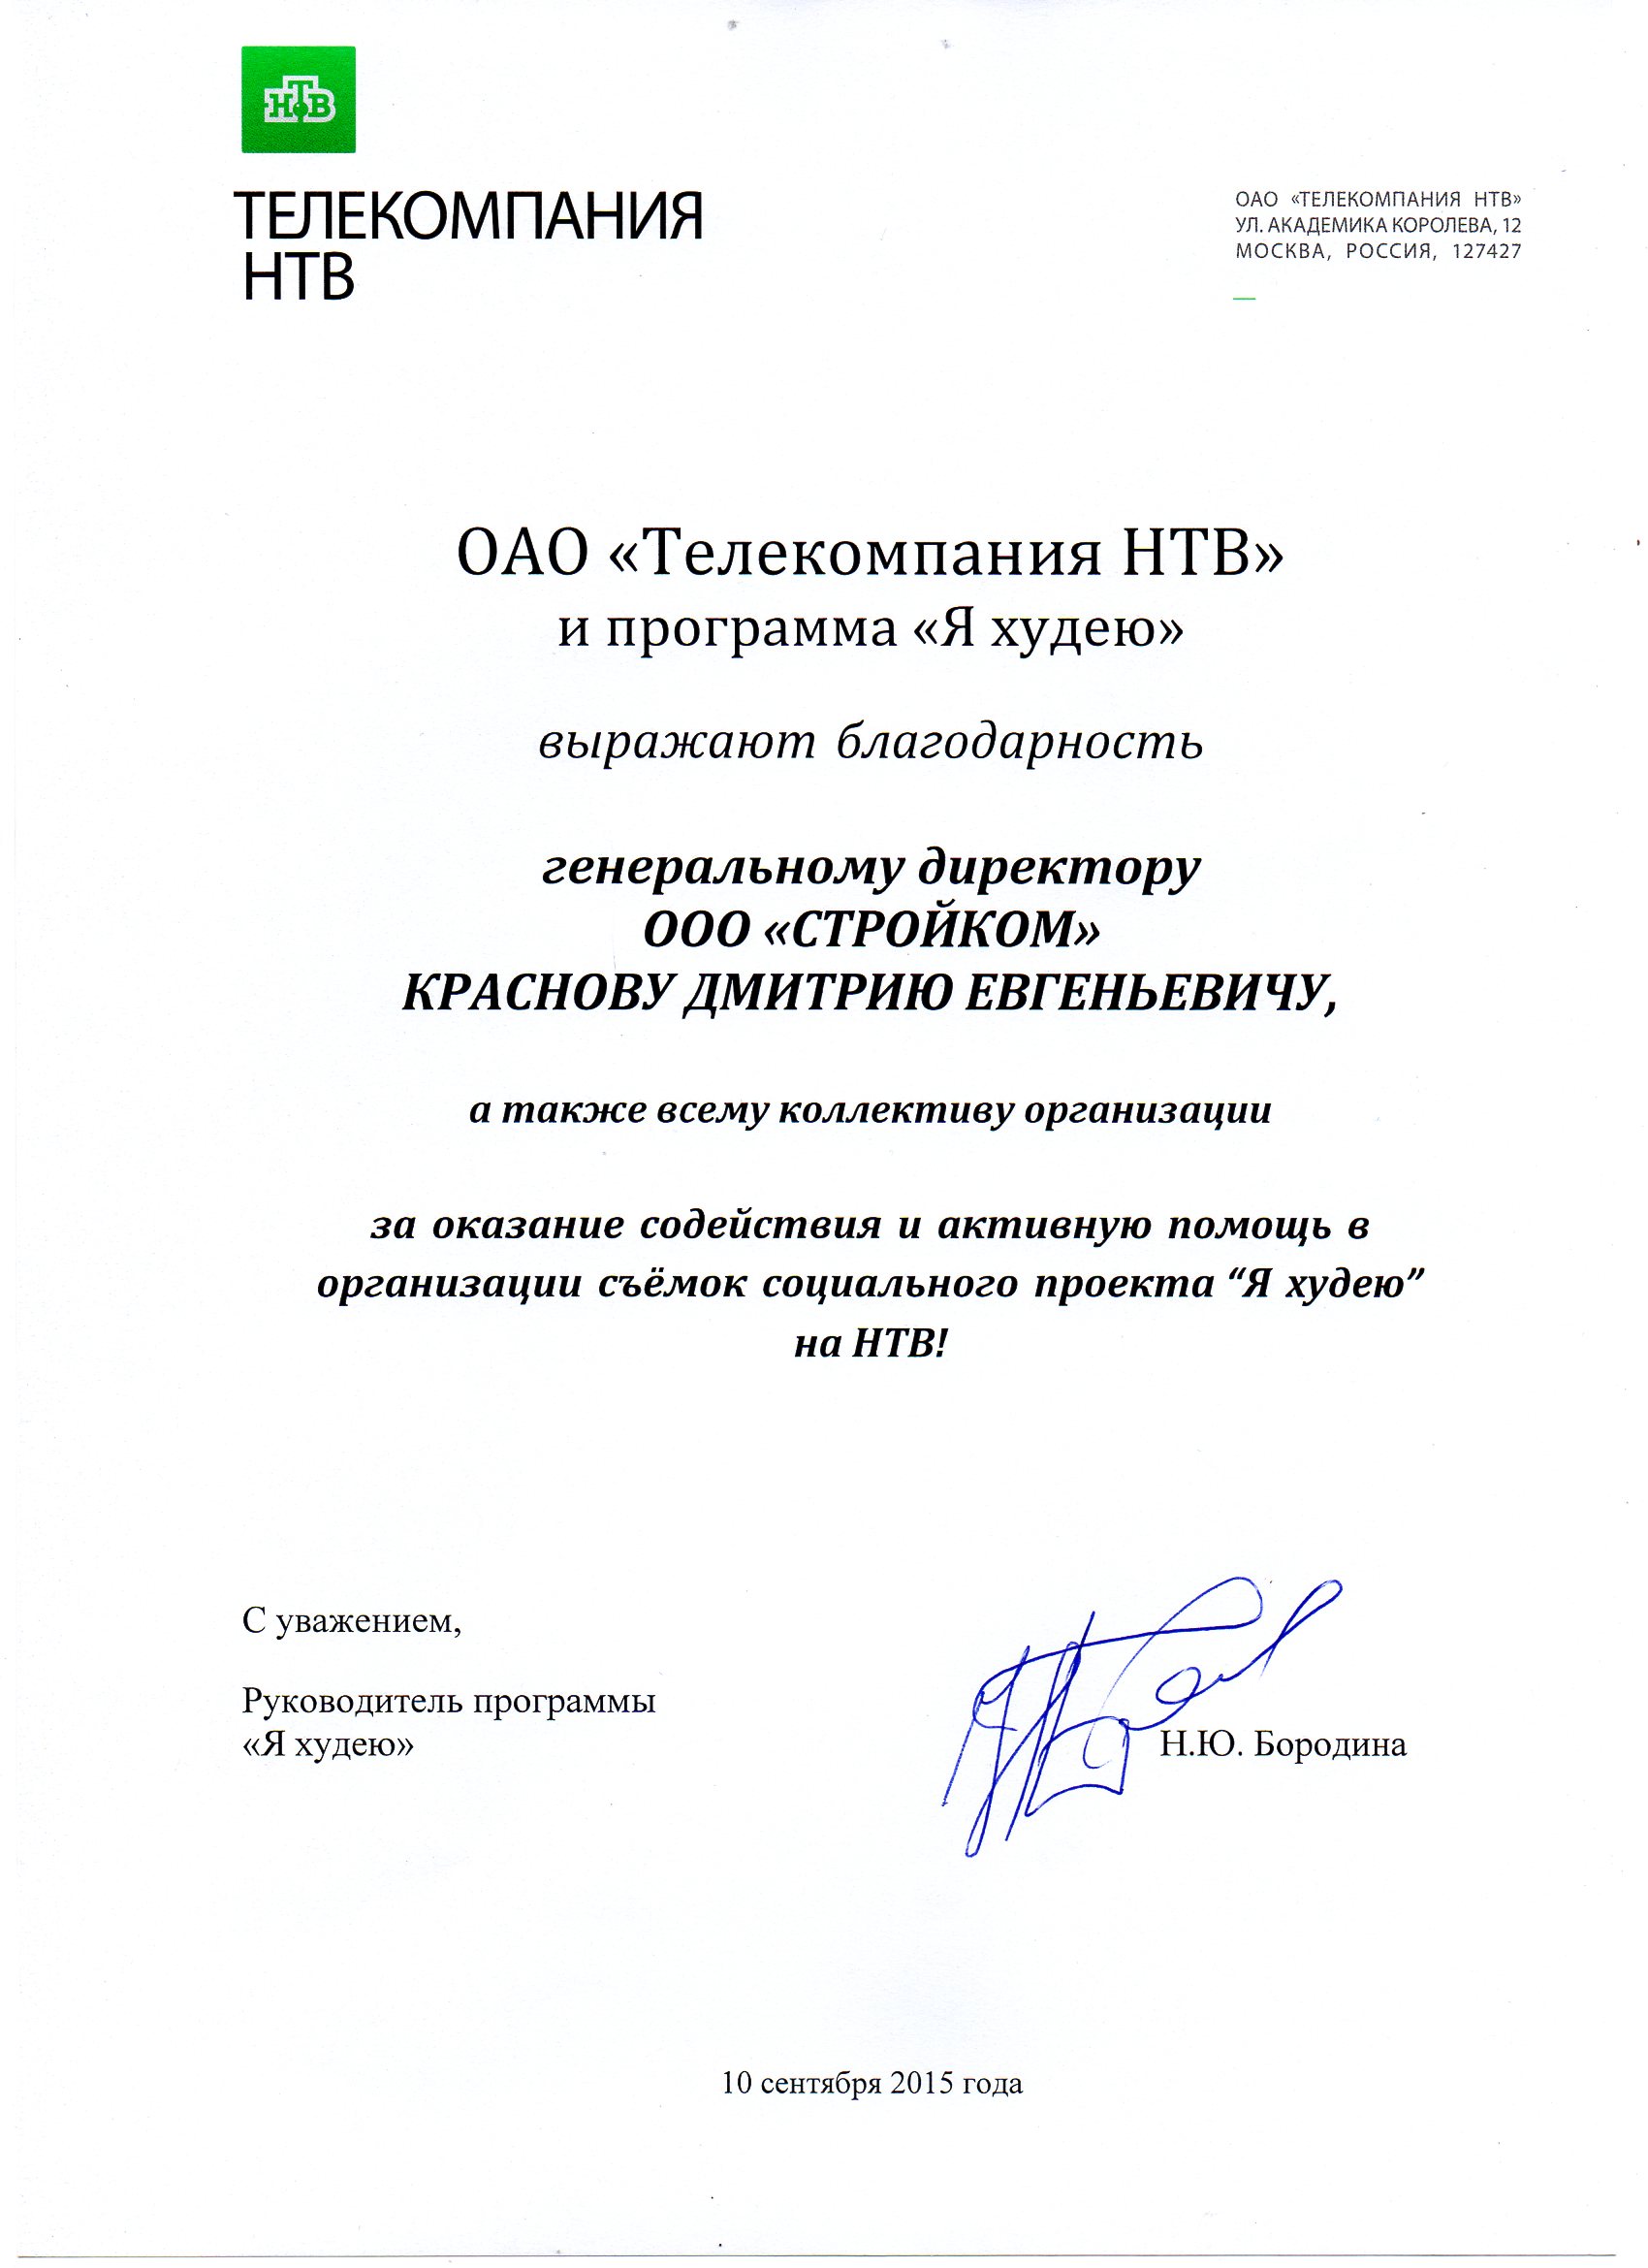 НТВ
ТЕЛЕКОМПАНИЯ
НТВ
ОАО «ТЕЛЕКОМПАНИЯ НТВ»
УЛ. АКАДЕМИКА КОРОЛЕВА, 12
МОСКВА, РОССИЯ, 127427
ОАО «Телекомпания НТВ»
и программа «Я худею»
выражают благодарность
генеральному директору
ООО «СТРОЙКОМ»
КРАСНОВУ ДМИТРИЮ ЕВГЕНЬЕВИЧУ,
а также всему коллективу организации
за оказание содействия и активную помощь в
организации съёмок социального проекта “Я худею”
на НТВ!
С уважением,
Руководитель программы
«Я худею»
Н.Ю. Бородина
10 сентября 2015 года